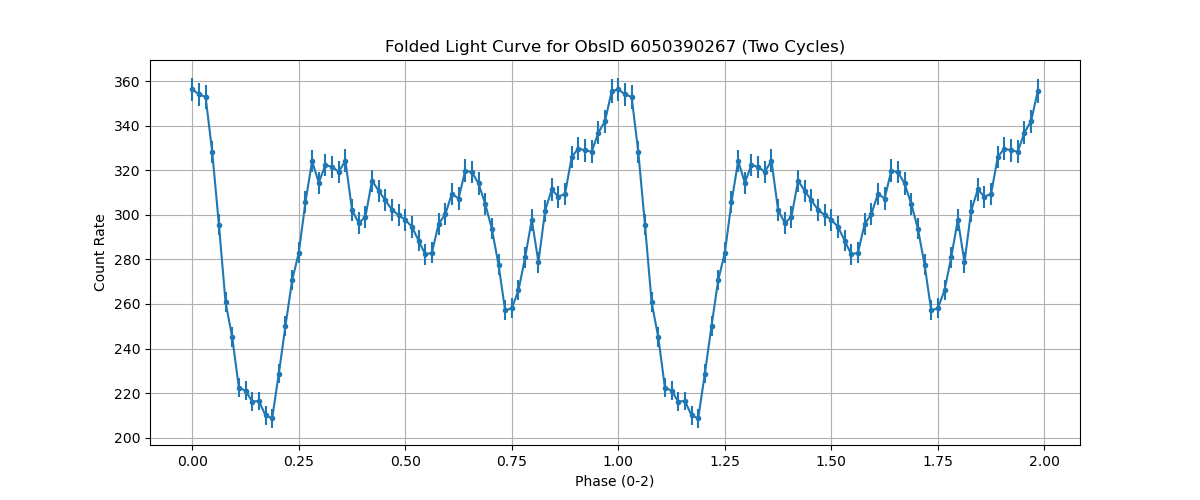 Folded Light Curve for ObsID 6050390267 (Two Cycles)
Count Rate
360
340
320
300
280
260
240
220
200
0.00 0.25 0.50 0.75 1.00 1.25 1.50 1.75 2.00
Phase (0-2)